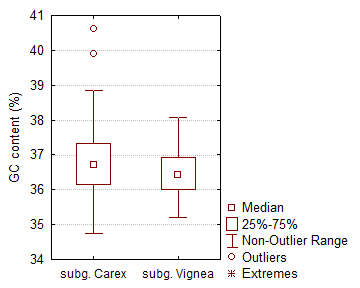 41
40
39
38
37
36
35
34
GC content (%)
subg. Carex
subg. Vignea
Median
25%-75%
Non-Outlier Range
Outliers
Extremes